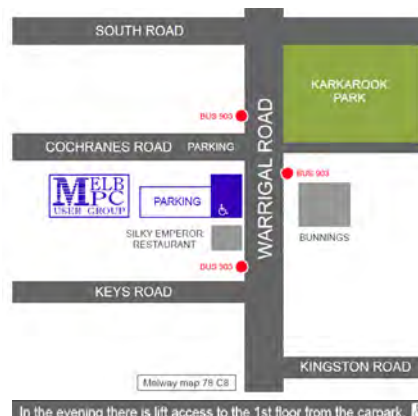 SOUTH ROAD
KARKAROOK
PARK
BUS 903
WARRIGAL ROAD
COCHRANES ROAD
PARKING
BUS 903
MELB
PC
USER GROUP
PARKING
SILKY EMPEROR
RESTAURANT
BUNNINGS
BUS 903
KEYS ROAD
KINGSTON ROAD
Melway map 78 C8
In the evening there is lift access to the 1st floor from the carpark.